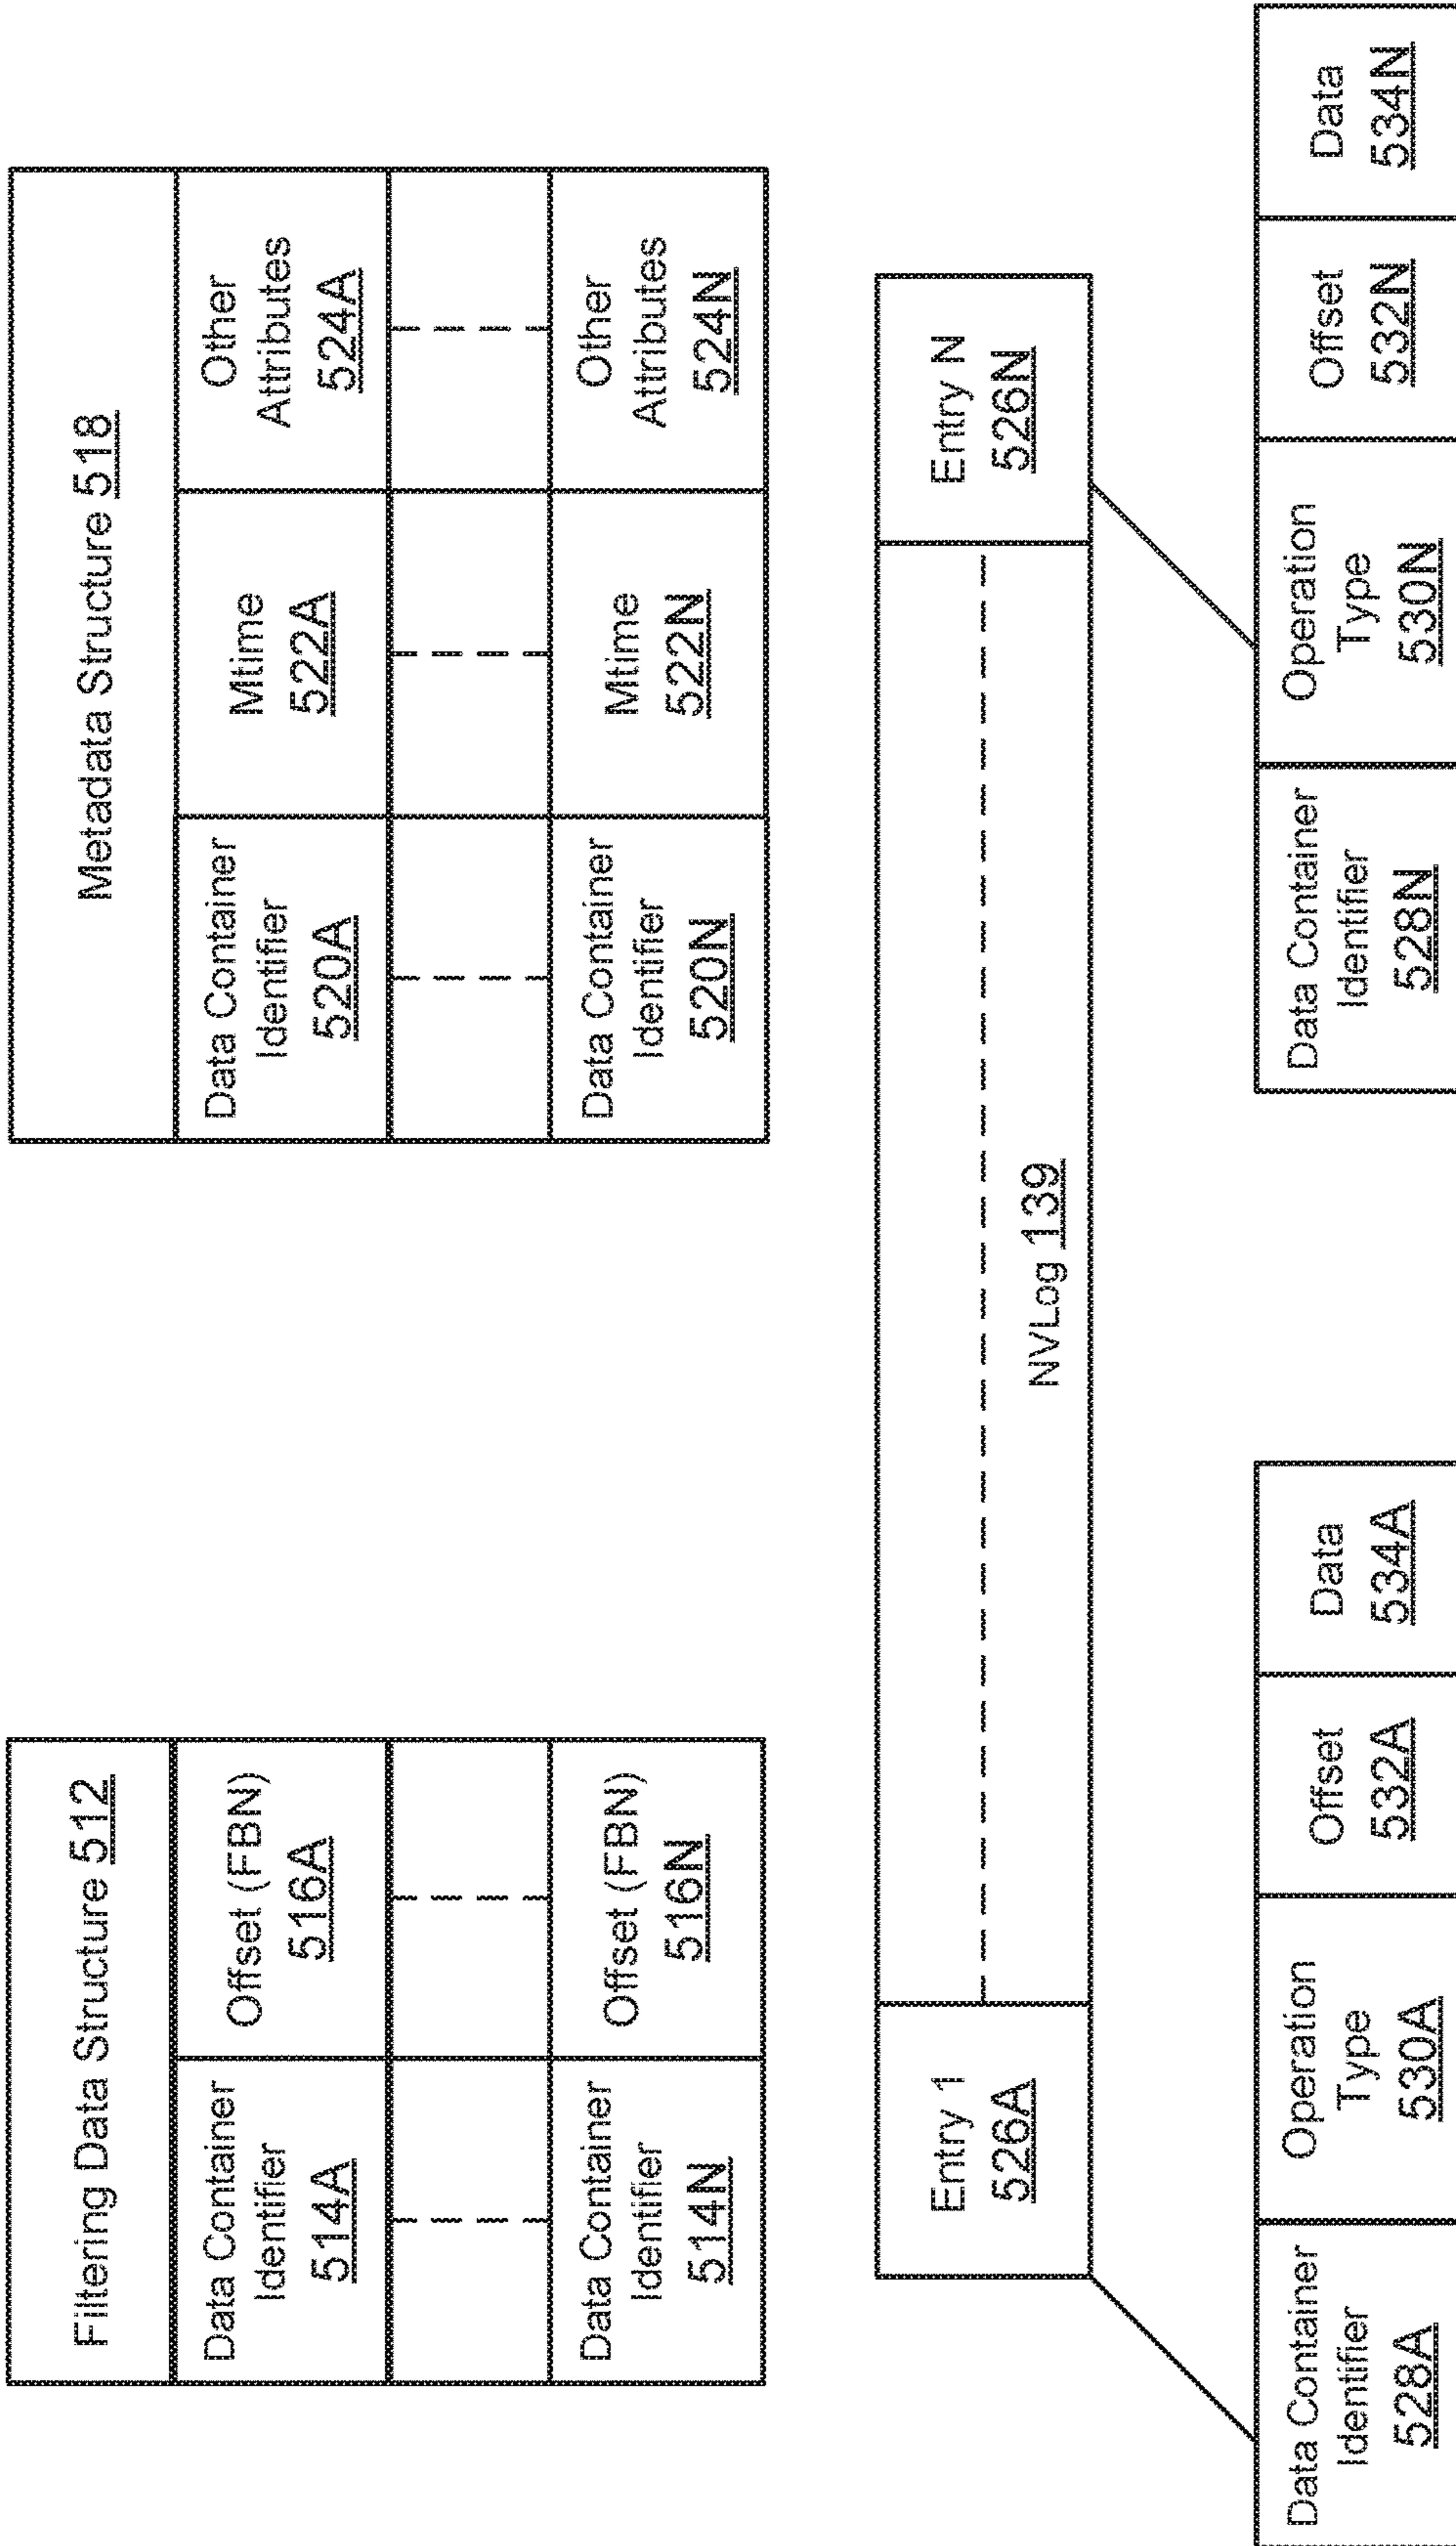 Filtering Data Structure 512
Data Container
Identifier
514A
Offset (FBN)
516A
Data Container
Identifier
514N
Offset (FBN)
516N
Metadata Structure 518
Data Container
Identifier
520A
Mtime
522A
Other
Attributes
524A
Data Container
Identifier
520N
Mtime
522N
Other
Attributes
524N
Entry 1
526A
NVLog 139
Entry N
526N
Data Container
Identifier
528A
Operation
Type
530A
Offset
532A
Data
534A
Data Container
Identifier
528N
Operation
Type
530N
Offset
532N
Data
534N